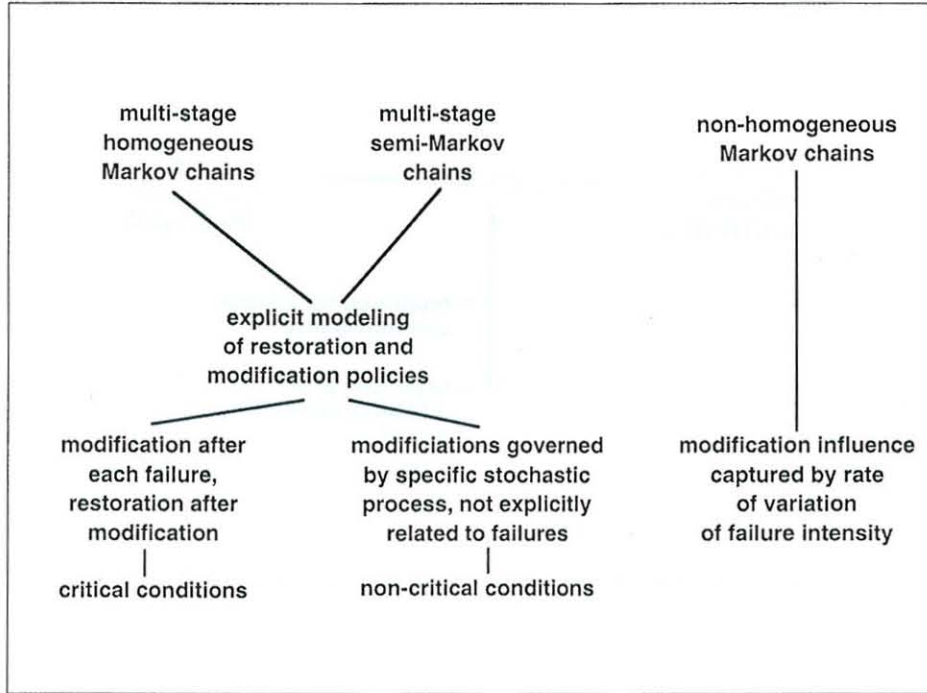 multi-stage
homogeneous
Markov chains
multi-stage
semi-Markov
chains
non-homogeneous
Markov chains
explicit modeling
of restoration and
modification policies
modification after
each failure,
restoration after
modification
critical conditions
modificiations governed
by specific stochastic
process, not explicitly
related to failures
non-critical conditions
modification influence
captured by rate
of variation
of failure intensity